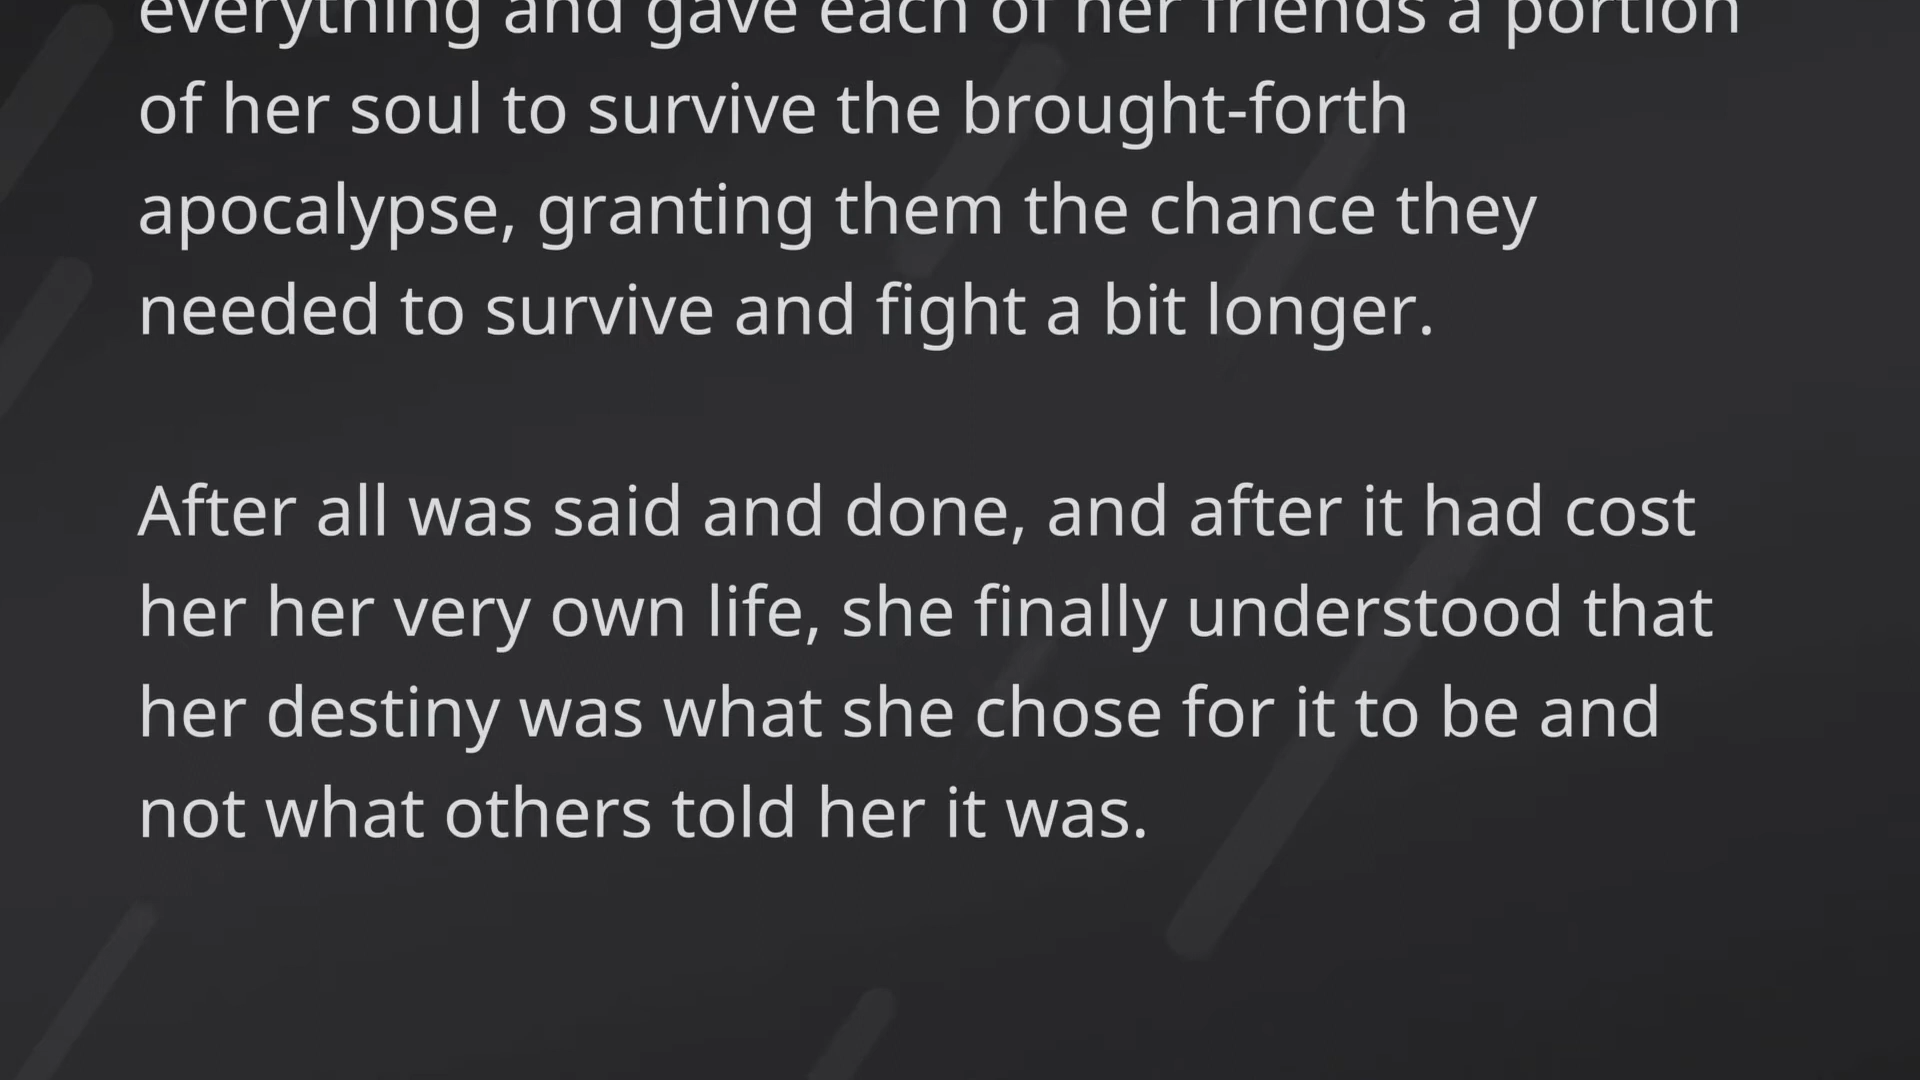 everything and gave each of her friends a portion
of her soul to survive the brought-forth
apocalypse, granting them the chance they
needed to survive and fight a bit longer.
After all was said and done, and after it had cost
her her very own life, she finally understood that
her destiny was what she chose for it to be and
not what others told her it was.